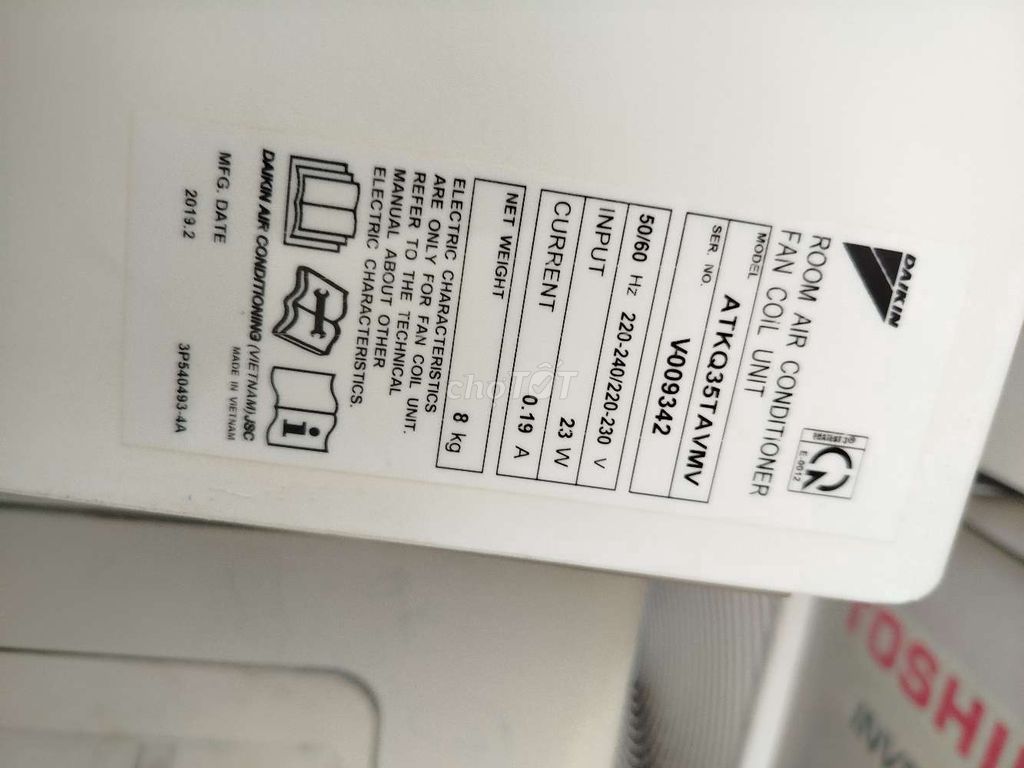 DAIKIN
ROOM AIR CONDITIONER
FAN COIL UNIT
E-0012
MODEL ATKQ35TAVMV
SER. NO. V009342
50/60 Hz 220-240/220-230 V
INPUT 23 W
CURRENT 0.19 A
NET WEIGHT 8 kg
ELECTRIC CHARACTERISTICS
ARE ONLY FOR FAN COIL UNIT.
REFER TO THE TECHNICAL
MANUAL ABOUT OTHER
ELECTRIC CHARACTERISTICS.
DAIKIN AIR CONDITIONING (VIETNAM) JSC
MADE IN VIETNAM
MFG. DATE
2019.2
3P540493-4A
chợTỐT
TOSHI
INV